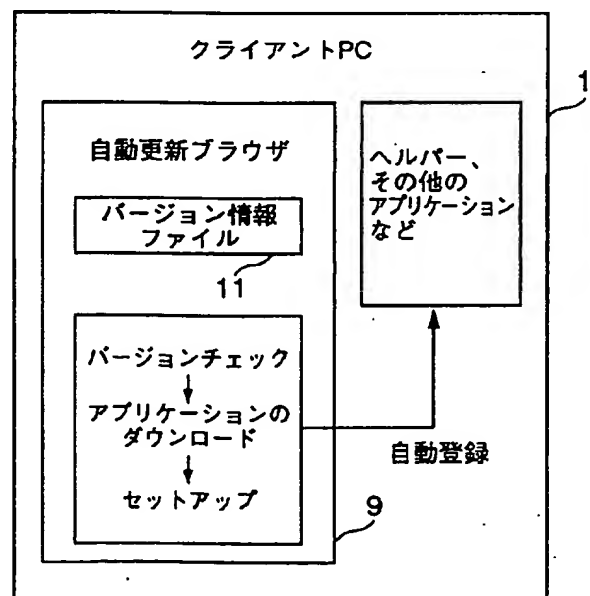 クライアントPC
1
自動更新ブラウザ
バージョン情報
ファイル
11
ヘルパー、
その他の
アプリケーション
など
バージョンチェック
↓
アプリケーションの
ダウンロード
↓
セットアップ
自動登録
9